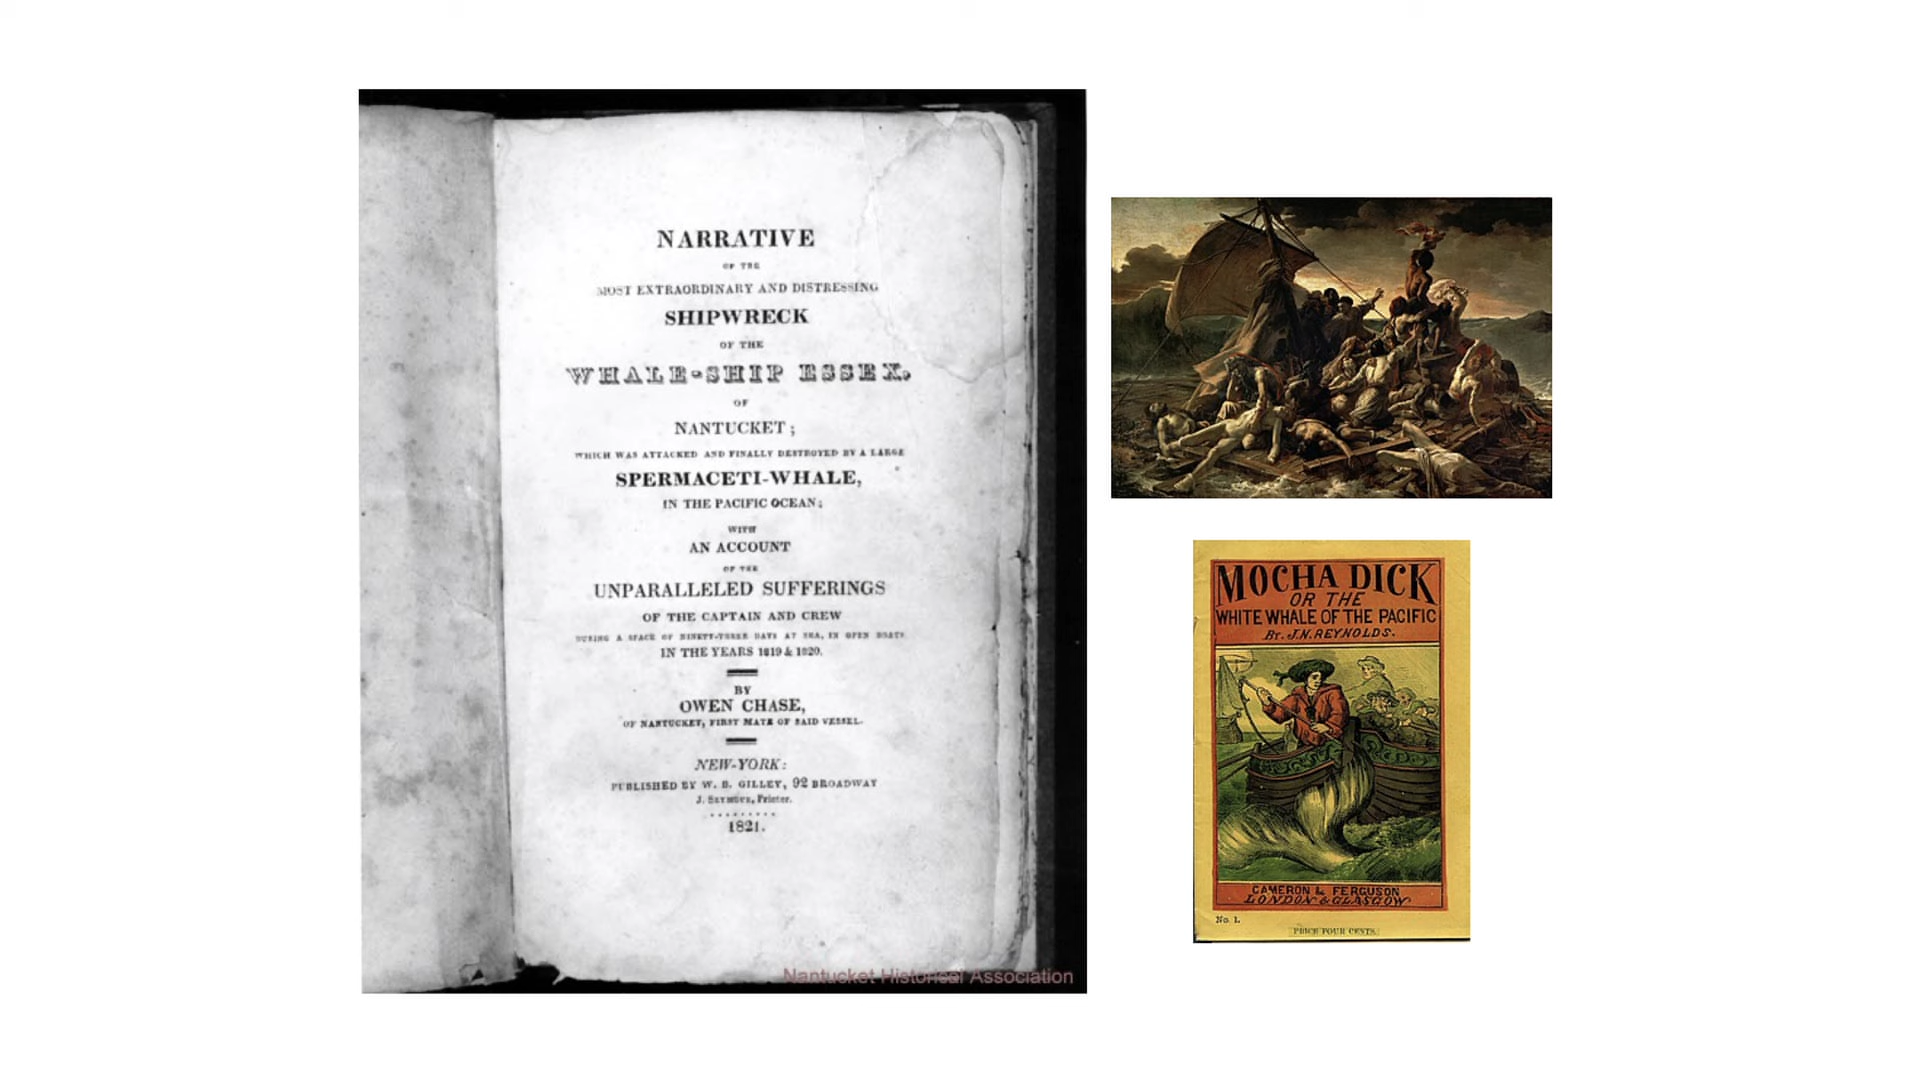 NARRATIVE
OF THE
MOST EXTRAORDINARY AND DISTRESSING
SHIPWRECK
OF THE
WHALE-SHIP ESSEX,
OF
NANTUCKET;
WHICH WAS ATTACKED AND FINALLY DESTROYED BY A LARGE
SPERMACETI-WHALE,
IN THE PACIFIC OCEAN;
WITH
AN ACCOUNT
OF THE
UNPARALLELED SUFFERINGS
OF THE CAPTAIN AND CREW
DURING A SPACE OF NINETY-THREE DAYS AT SEA, IN OPEN BOATS
IN THE YEARS 1819 & 1820.
BY
OWEN CHASE,
OF NANTUCKET, FIRST MATE OF SAID VESSEL.
NEW-YORK:
PUBLISHED BY W. B. GILLEY, 92 BROADWAY
J. Seymour, Printer.
1821.
Nantucket Historical Association
MOCHA DICK
OR THE
WHITE WHALE OF THE PACIFIC
BY. J.N. REYNOLDS.
CAMERON & FERGUSON
LONDON & GLASGOW
No. 1.
PRICE FOUR CENTS.